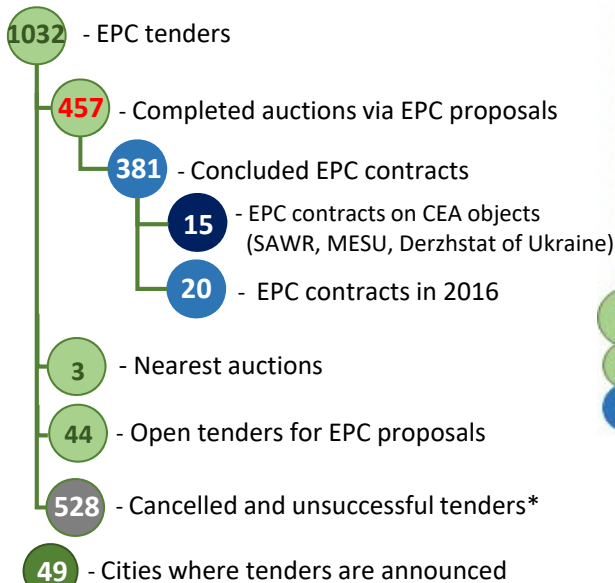 1032 - EPC tenders
457 - Completed auctions via EPC proposals
381 - Concluded EPC contracts
15 - EPC contracts on CEA objects
(SAWR, MESU, Derzhstat of Ukraine)
20 - EPC contracts in 2016
3 - Nearest auctions
44 - Open tenders for EPC proposals
528 - Cancelled and unsuccessful tenders*
49 - Cities where tenders are announced